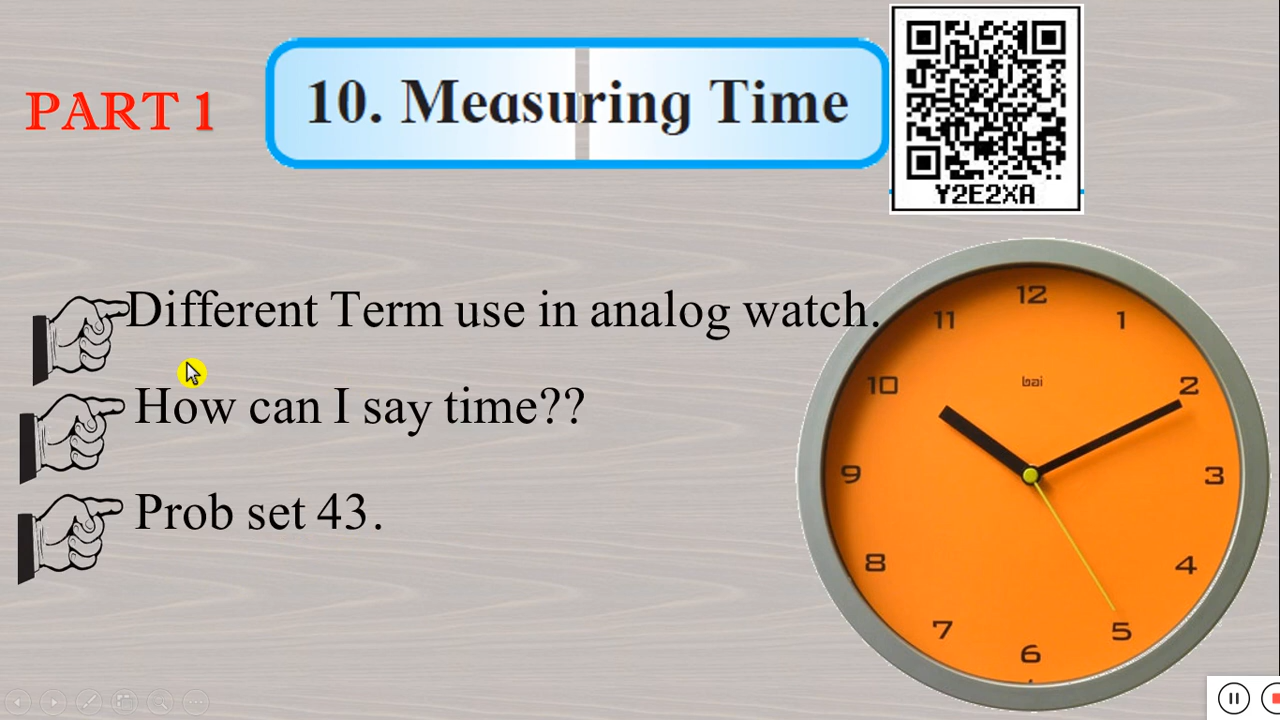 PART 1
10. Measuring Time
Y2E2XA
Different Term use in analog watch.
How can I say time??
Prob set 43.
12
11
1
10
bai
2
9
3
8
4
7
5
6